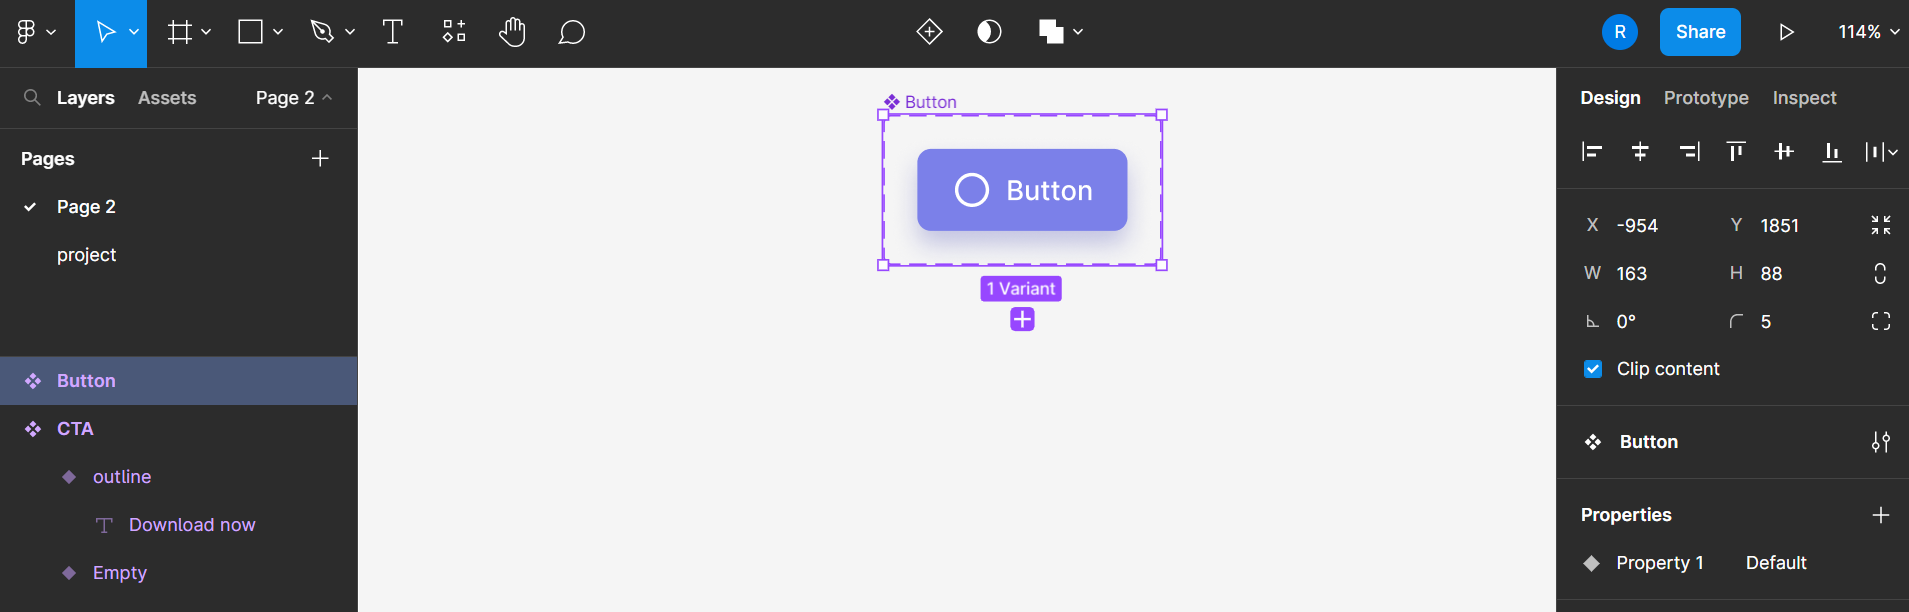 R
Share
114%
Layers
Assets
Page 2
Pages
Page 2
project
Button
CTA
outline
Download now
Empty
Button
Button
1 Variant
Design
Prototype
Inspect
X -954
Y 1851
W 163
H 88
0°
5
Clip content
Button
Properties
Property 1
Default